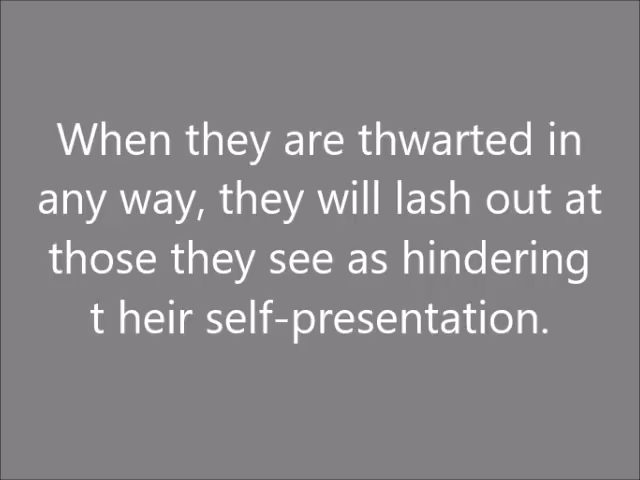 When they are thwarted in
any way, they will lash out at
those they see as hindering
t heir self-presentation.